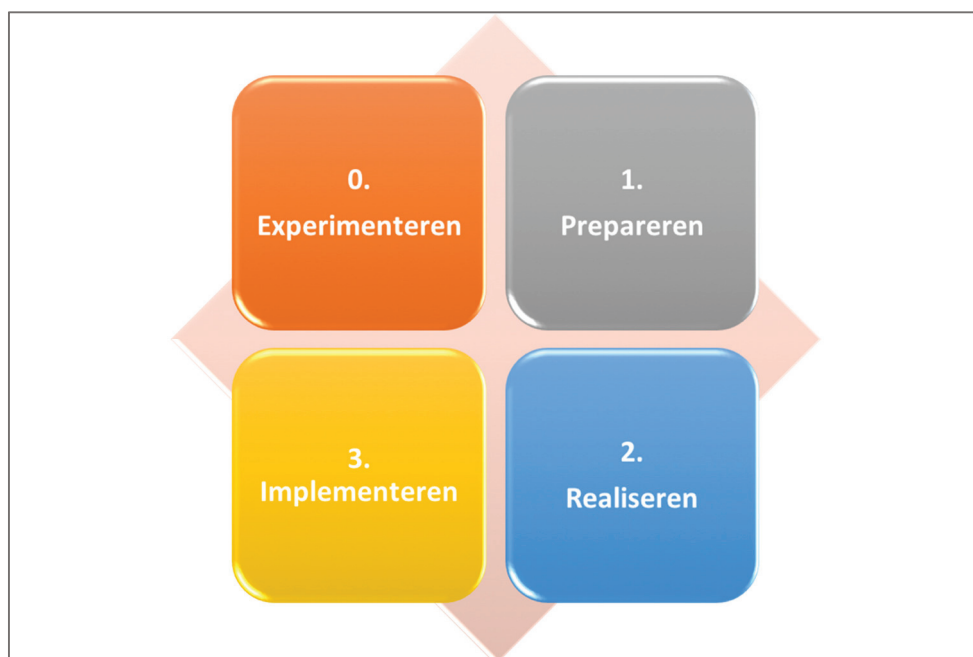 0.
Experimenteren
1.
Prepareren
3.
Implementeren
2.
Realiseren